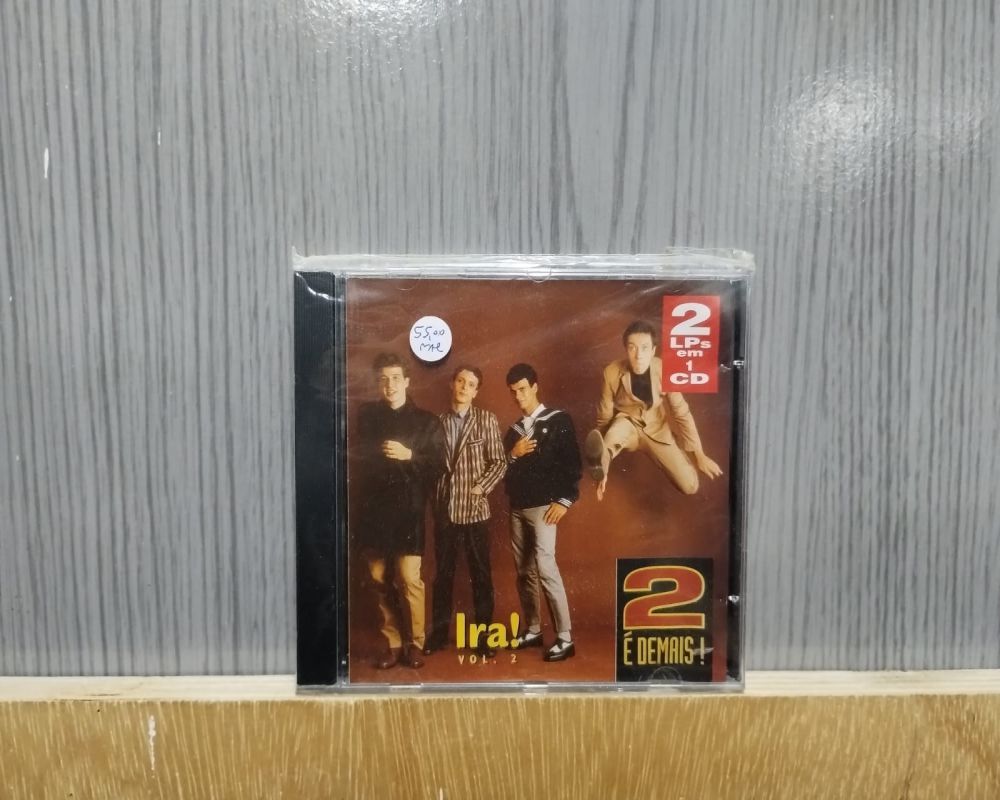 55,00
2
LPs
em
1
CD
Ira!
VOL. 2
2
É DEMAIS!